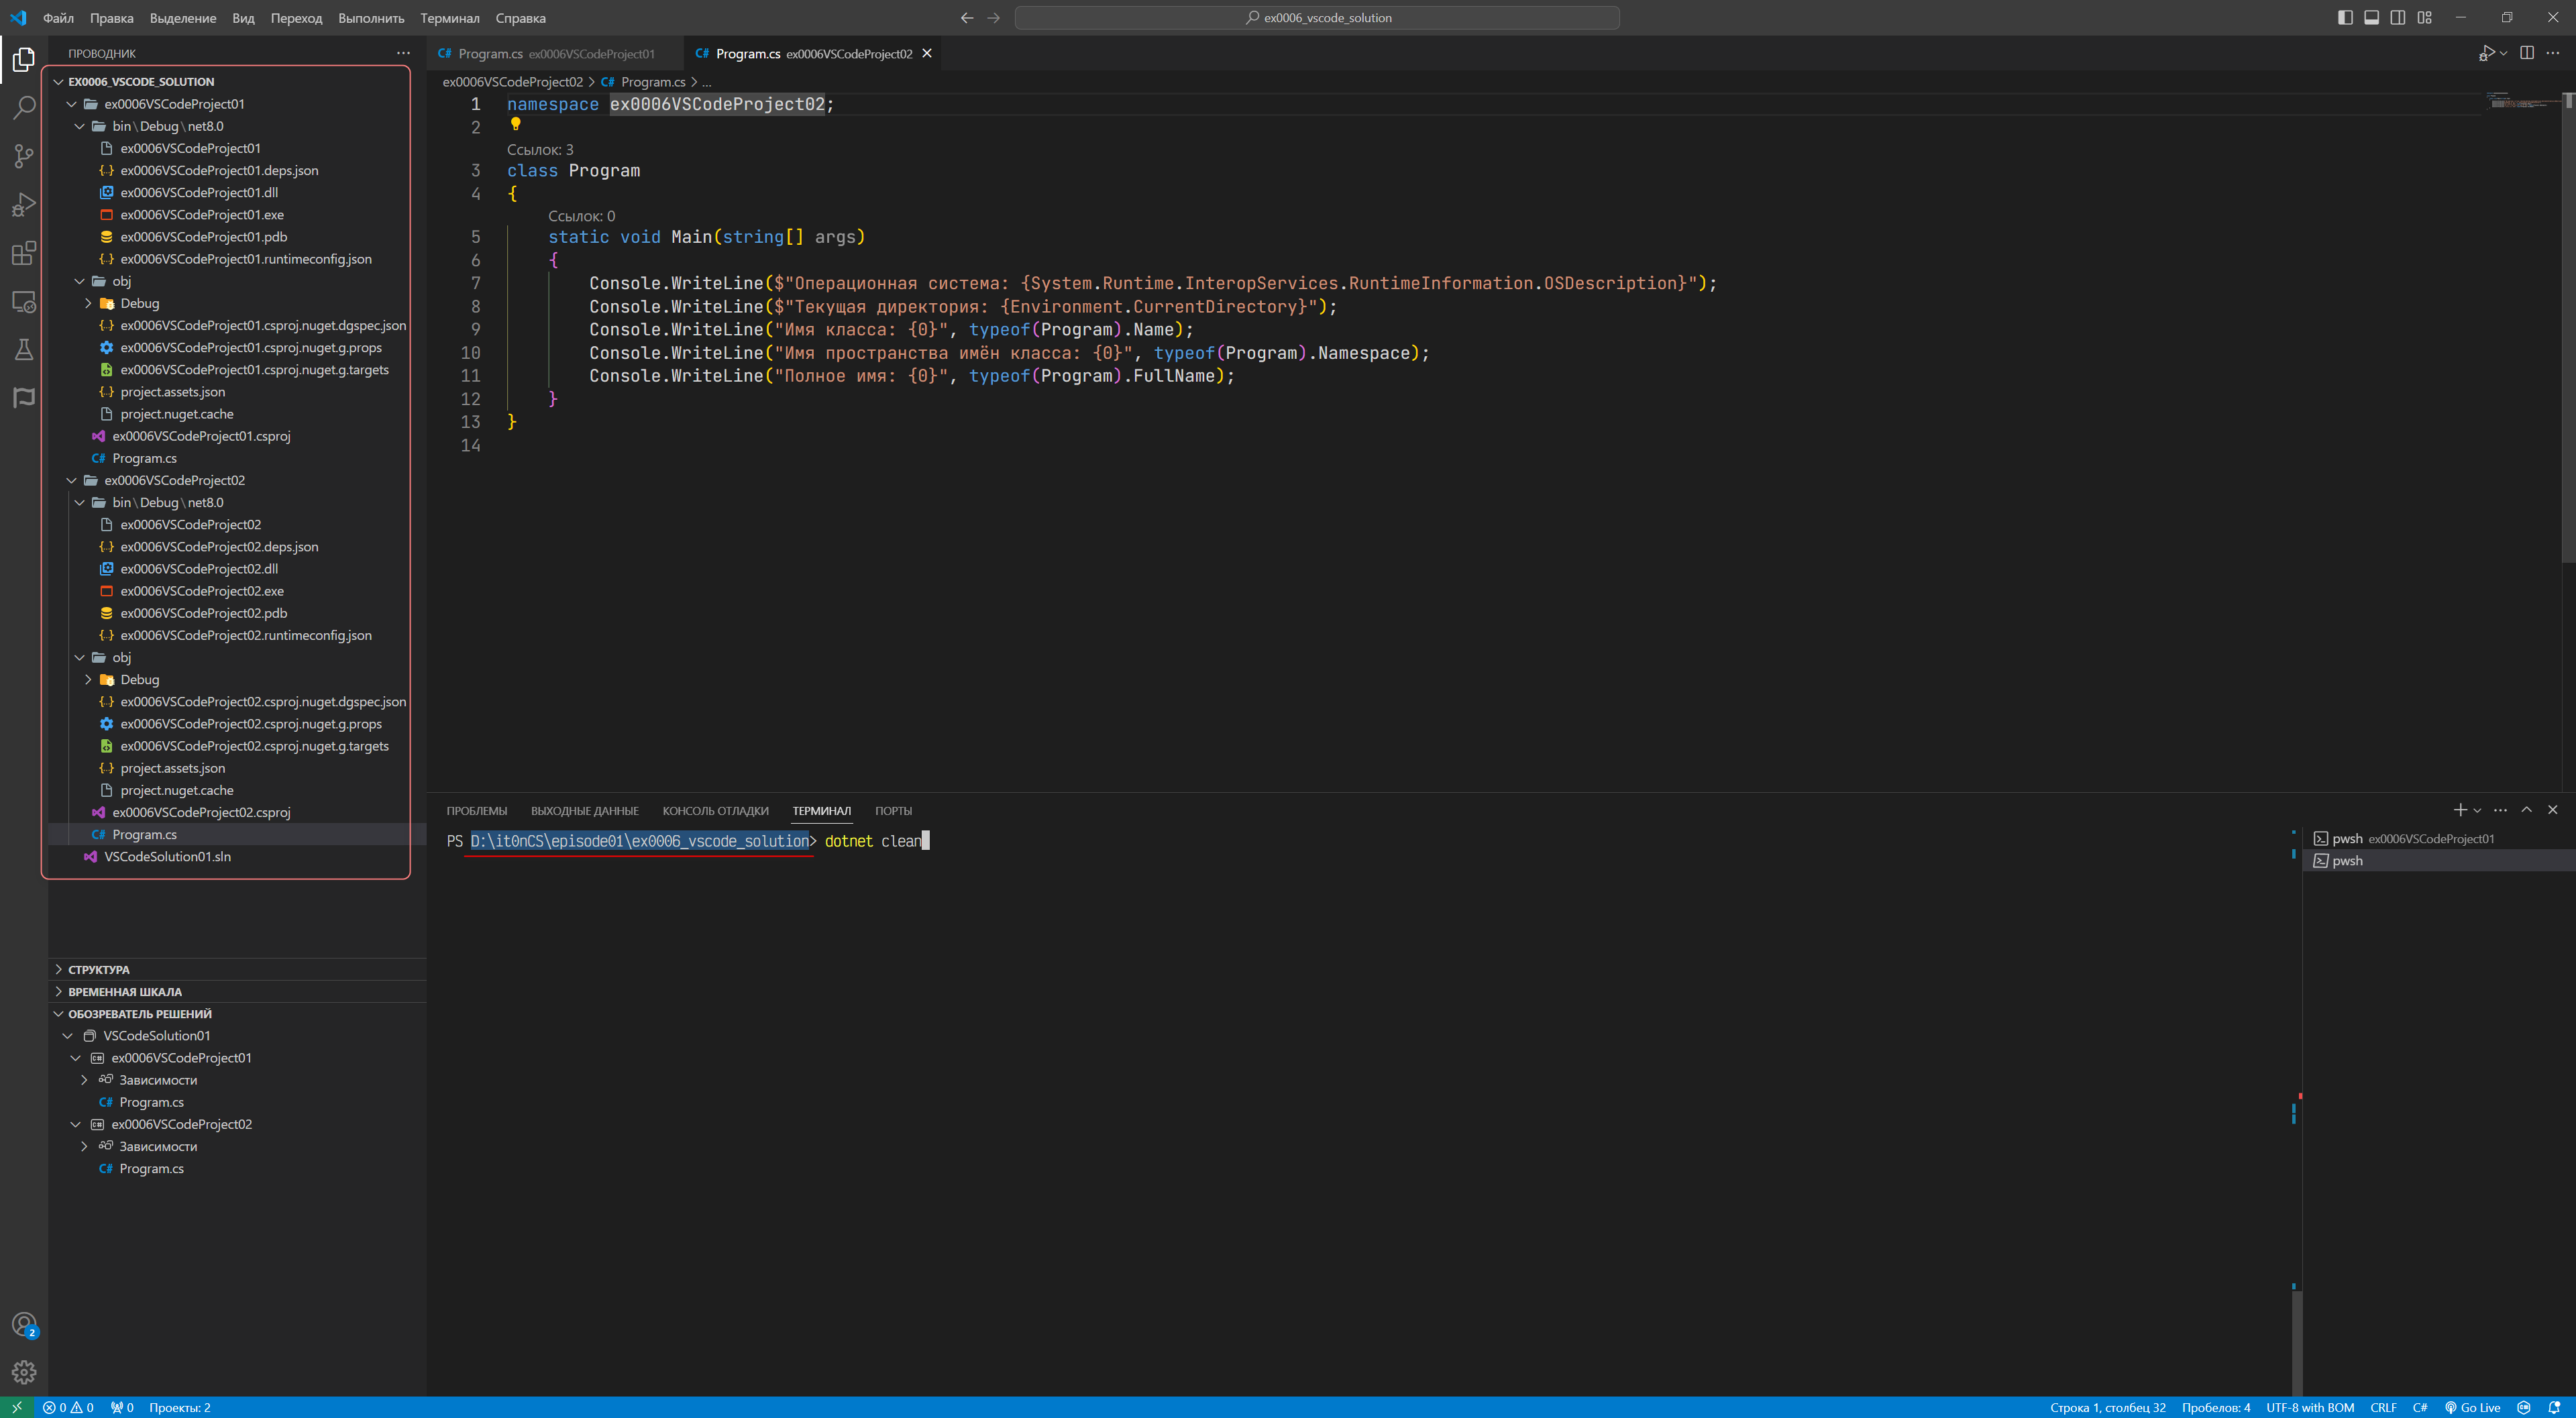 Файл Правка Выделение Вид Переход Выполнить Терминал Справка
ex0006_vscode_solution
ПРОВОДНИК
EX0006_VSCODE_SOLUTION
ex0006VSCodeProject01
bin\Debug\net8.0
ex0006VSCodeProject01
ex0006VSCodeProject01.deps.json
ex0006VSCodeProject01.dll
ex0006VSCodeProject01.exe
ex0006VSCodeProject01.pdb
ex0006VSCodeProject01.runtimeconfig.json
obj
Debug
ex0006VSCodeProject01.csproj.nuget.dgspec.json
ex0006VSCodeProject01.csproj.nuget.g.props
ex0006VSCodeProject01.csproj.nuget.g.targets
project.assets.json
project.nuget.cache
ex0006VSCodeProject01.csproj
C# Program.cs
ex0006VSCodeProject02
bin\Debug\net8.0
ex0006VSCodeProject02
ex0006VSCodeProject02.deps.json
ex0006VSCodeProject02.dll
ex0006VSCodeProject02.exe
ex0006VSCodeProject02.pdb
ex0006VSCodeProject02.runtimeconfig.json
obj
Debug
ex0006VSCodeProject02.csproj.nuget.dgspec.json
ex0006VSCodeProject02.csproj.nuget.g.props
ex0006VSCodeProject02.csproj.nuget.g.targets
project.assets.json
project.nuget.cache
ex0006VSCodeProject02.csproj
C# Program.cs
VSCodeSolution01.sln
СТРУКТУРА
ВРЕМЕННАЯ ШКАЛА
ОБОЗРЕВАТЕЛЬ РЕШЕНИЙ
VSCodeSolution01
ex0006VSCodeProject01
Зависимости
C# Program.cs
ex0006VSCodeProject02
Зависимости
C# Program.cs
2
C# Program.cs ex0006VSCodeProject01
C# Program.cs ex0006VSCodeProject02
ex0006VSCodeProject02 > C# Program.cs > ...
1 namespace ex0006VSCodeProject02;
2
Ссылок: 3
3 class Program
4 {
Ссылок: 0
5 static void Main(string[] args)
6 {
7 Console.WriteLine($"Операционная система: {System.Runtime.InteropServices.RuntimeInformation.OSDescription}");
8 Console.WriteLine($"Текущая директория: {Environment.CurrentDirectory}");
9 Console.WriteLine("Имя класса: {0}", typeof(Program).Name);
10 Console.WriteLine("Имя пространства имён класса: {0}", typeof(Program).Namespace);
11 Console.WriteLine("Полное имя: {0}", typeof(Program).FullName);
12 }
13 }
14
ПРОБЛЕМЫ ВЫХОДНЫЕ ДАННЫЕ КОНСОЛЬ ОТЛАДКИ ТЕРМИНАЛ ПОРТЫ
PS D:\it0nCS\episode01\ex0006_vscode_solution> dotnet clean
pwsh ex0006VSCodeProject01
pwsh
0 0 0 Проекты: 2
Строка 1, столбец 32 Пробелов: 4 UTF-8 with BOM CRLF C# Go Live